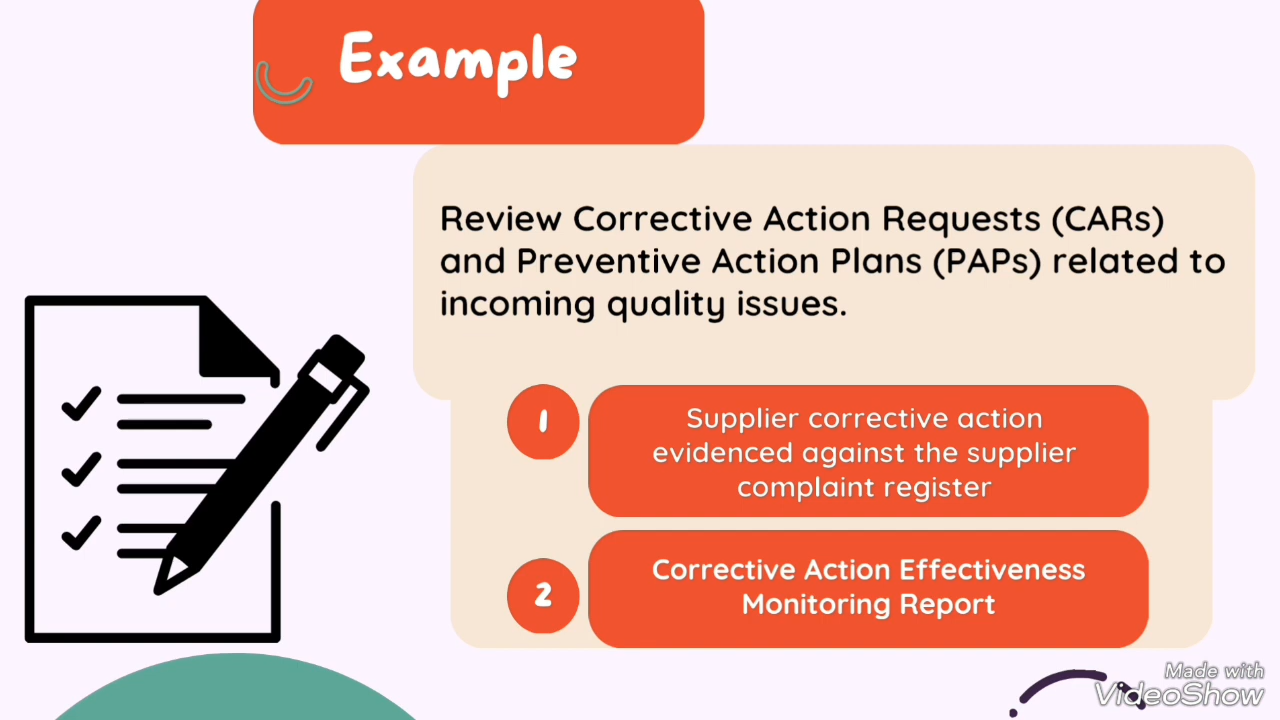 Example
Review Corrective Action Requests (CARs)
and Preventive Action Plans (PAPs) related to
incoming quality issues.
1
Supplier corrective action
evidenced against the supplier
complaint register
2
Corrective Action Effectiveness
Monitoring Report
Made with
VideoShow